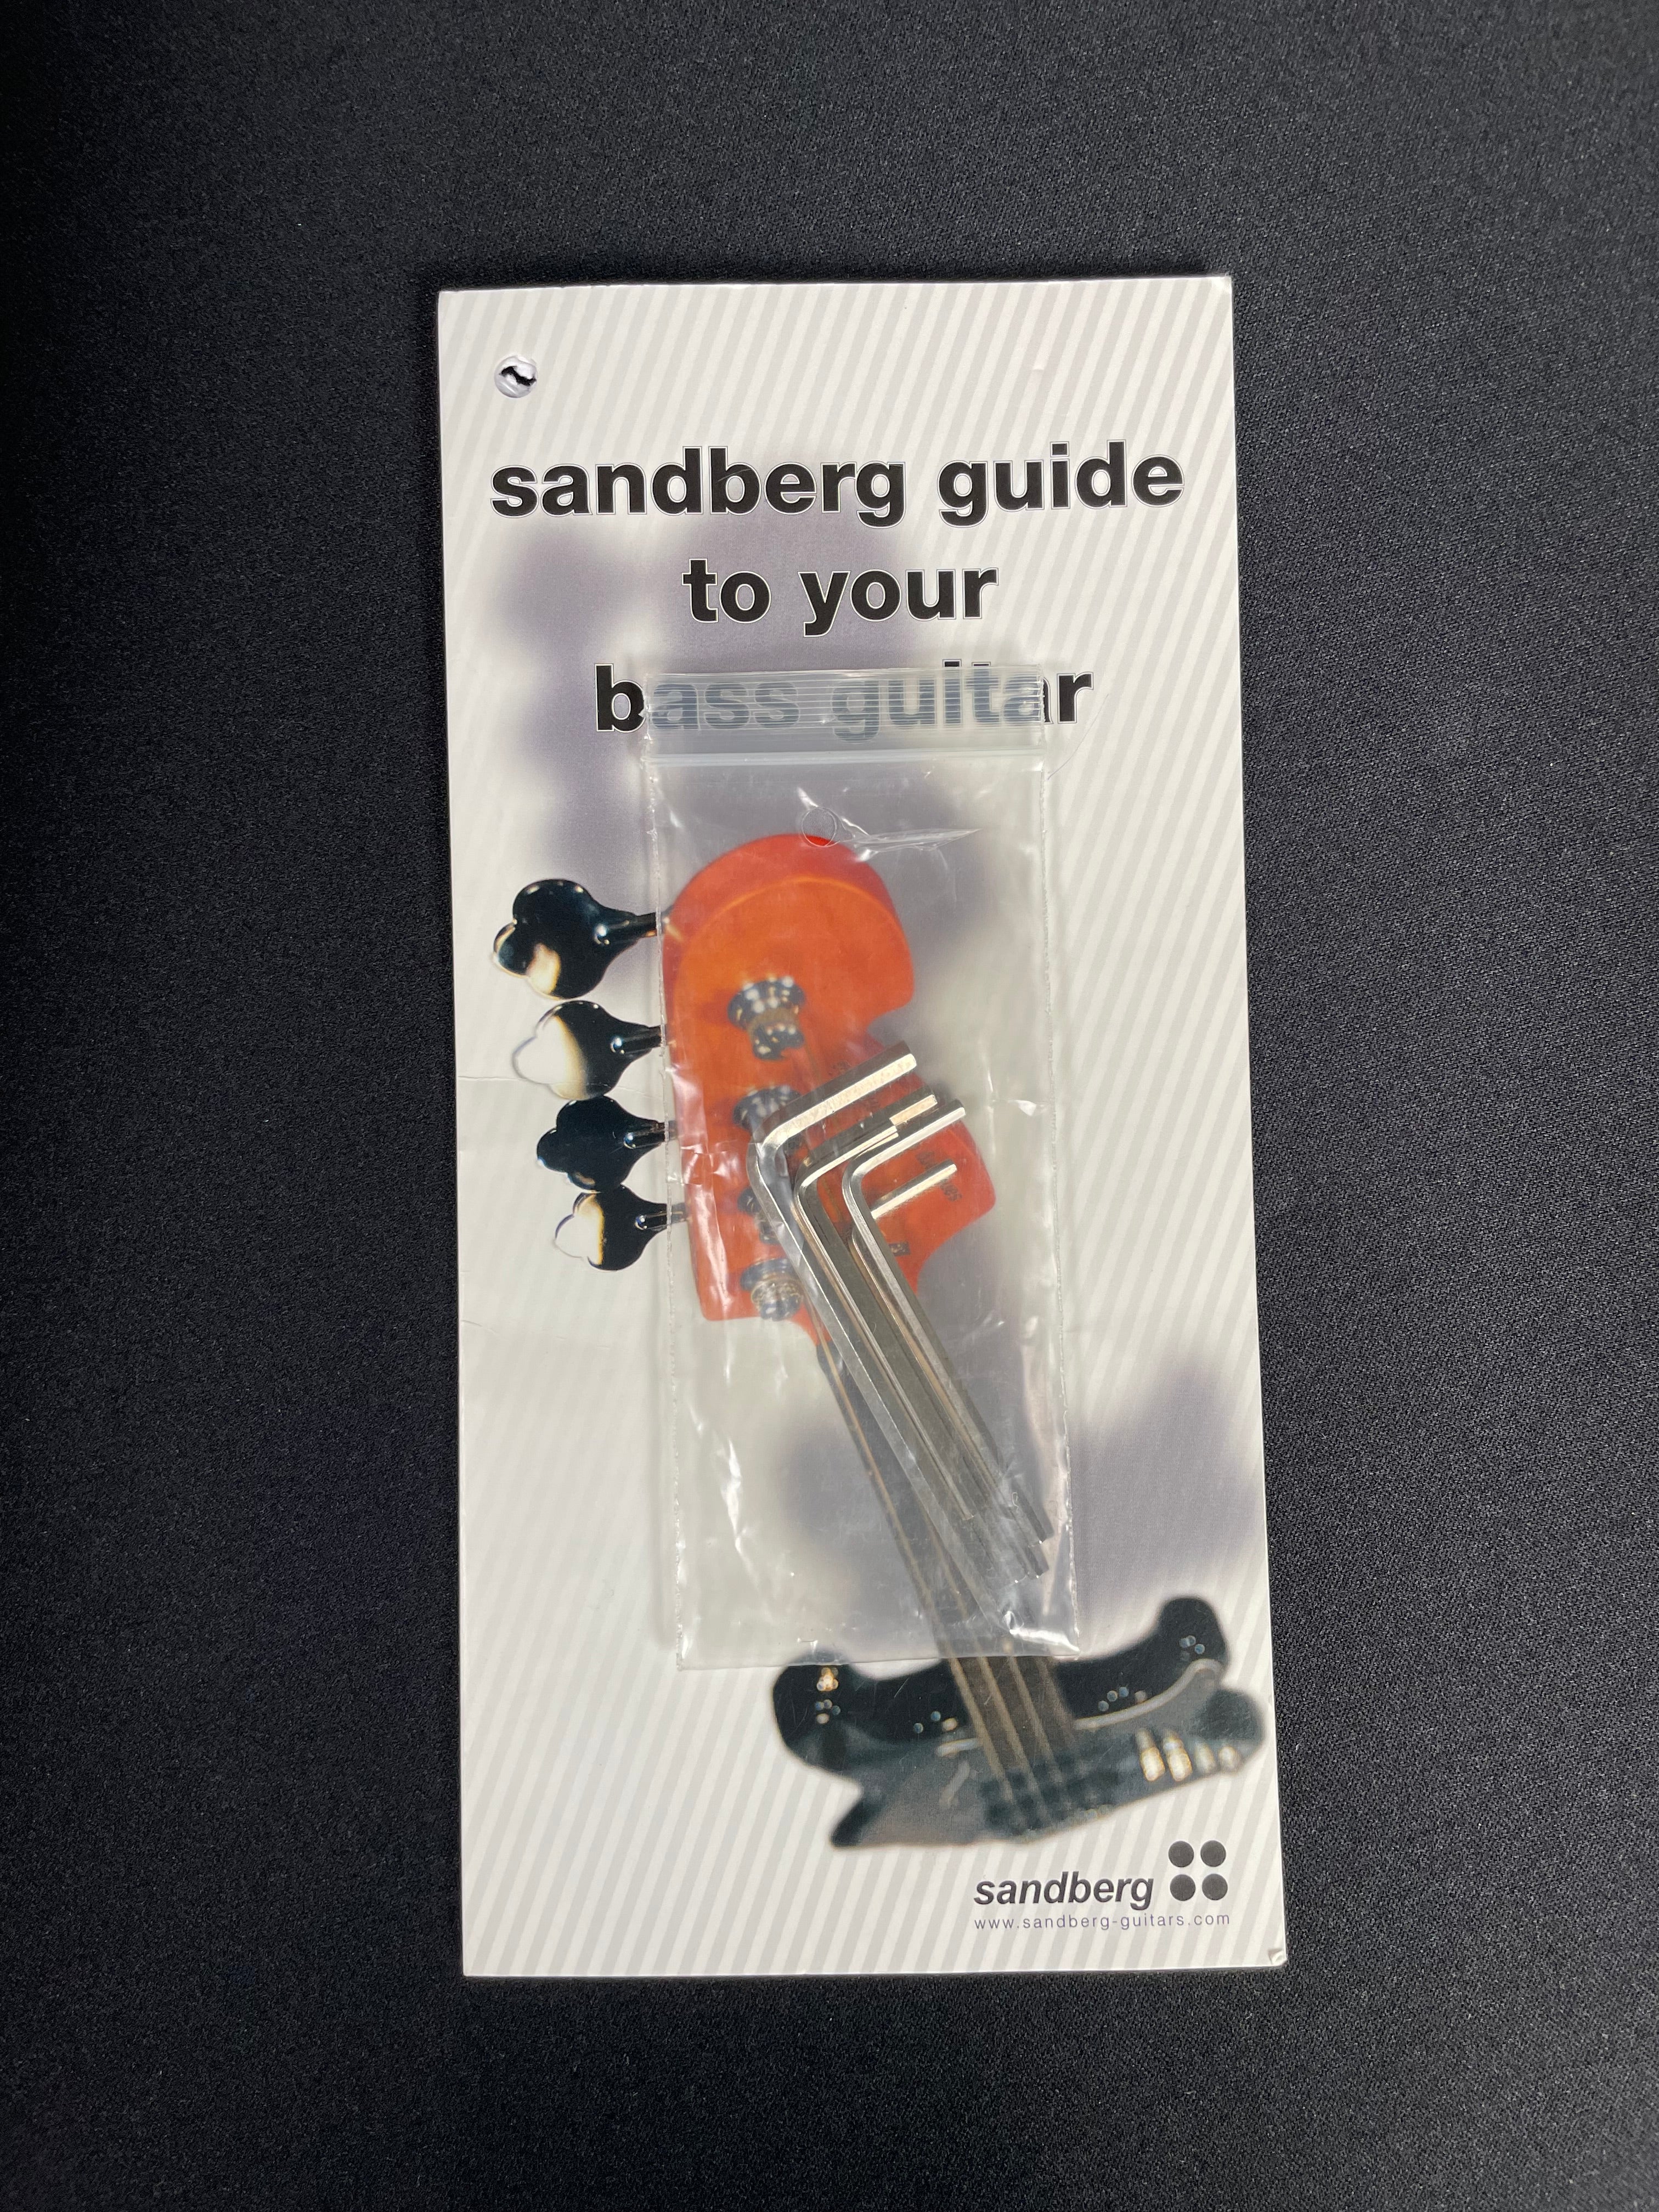 sandberg guide
to your
bass guitar
sandberg
www.sandberg-guitars.com